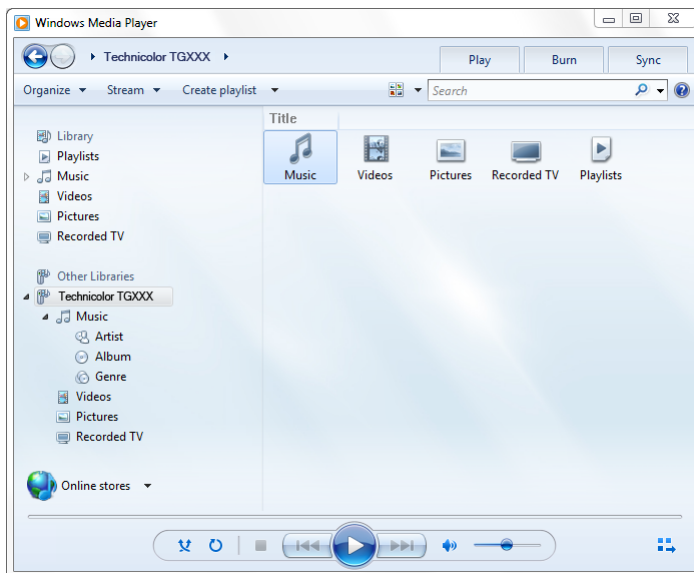 Windows Media Player
Technicolor TGXXX
Play
Burn
Sync
Organize
Stream
Create playlist
Search
Title
Library
Playlists
Music
Videos
Pictures
Recorded TV
Other Libraries
Technicolor TGXXX
Music
Artist
Album
Genre
Videos
Pictures
Recorded TV
Online stores
Music
Videos
Pictures
Recorded TV
Playlists